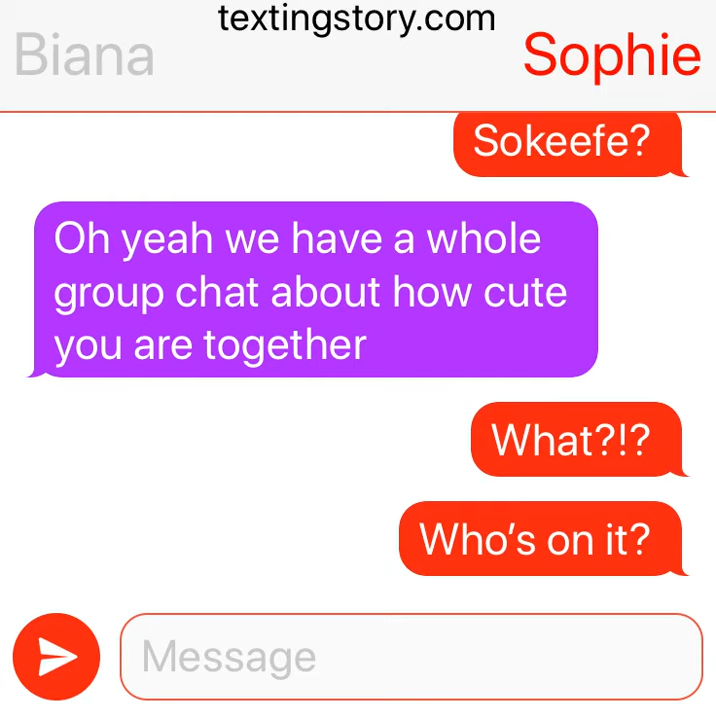 textingstory.com
Biana
Sophie
Sokeefe?
Oh yeah we have a whole
group chat about how cute
you are together
What?!?
Who’s on it?
Message